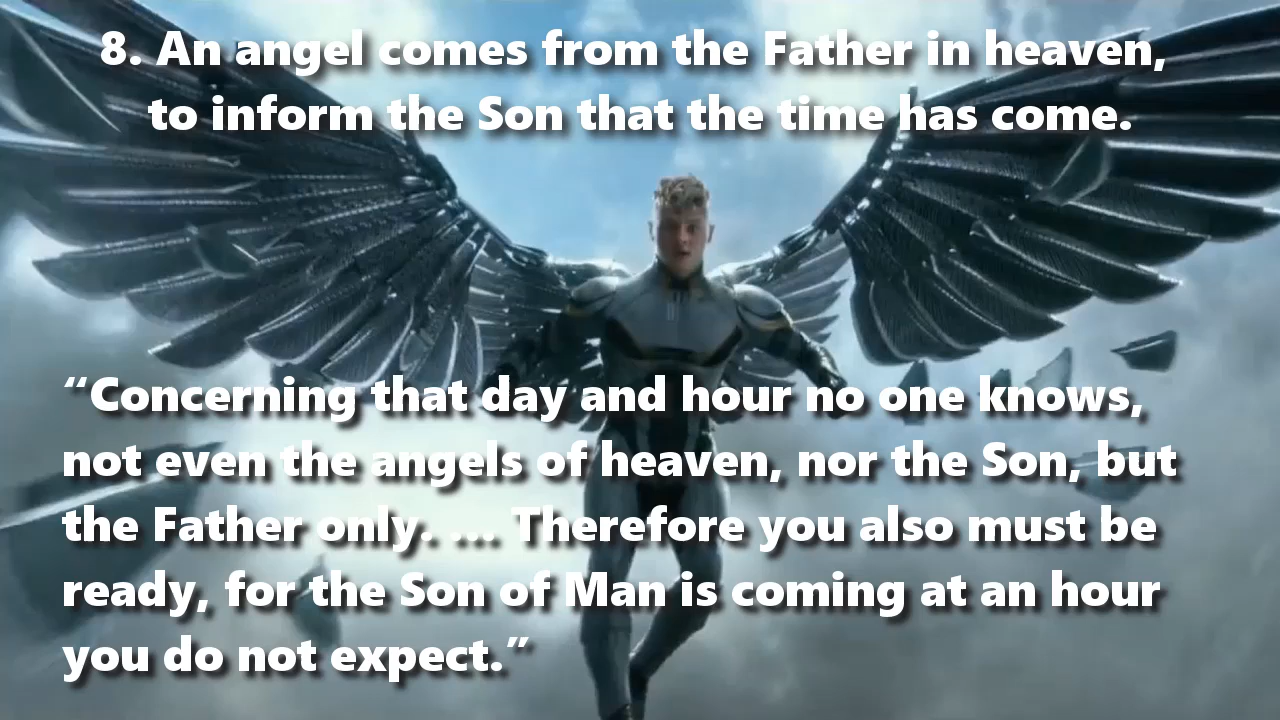 8. An angel comes from the Father in heaven,
to inform the Son that the time has come.
“Concerning that day and hour no one knows,
not even the angels of heaven, nor the Son, but
the Father only. ... Therefore you also must be
ready, for the Son of Man is coming at an hour
you do not expect.”